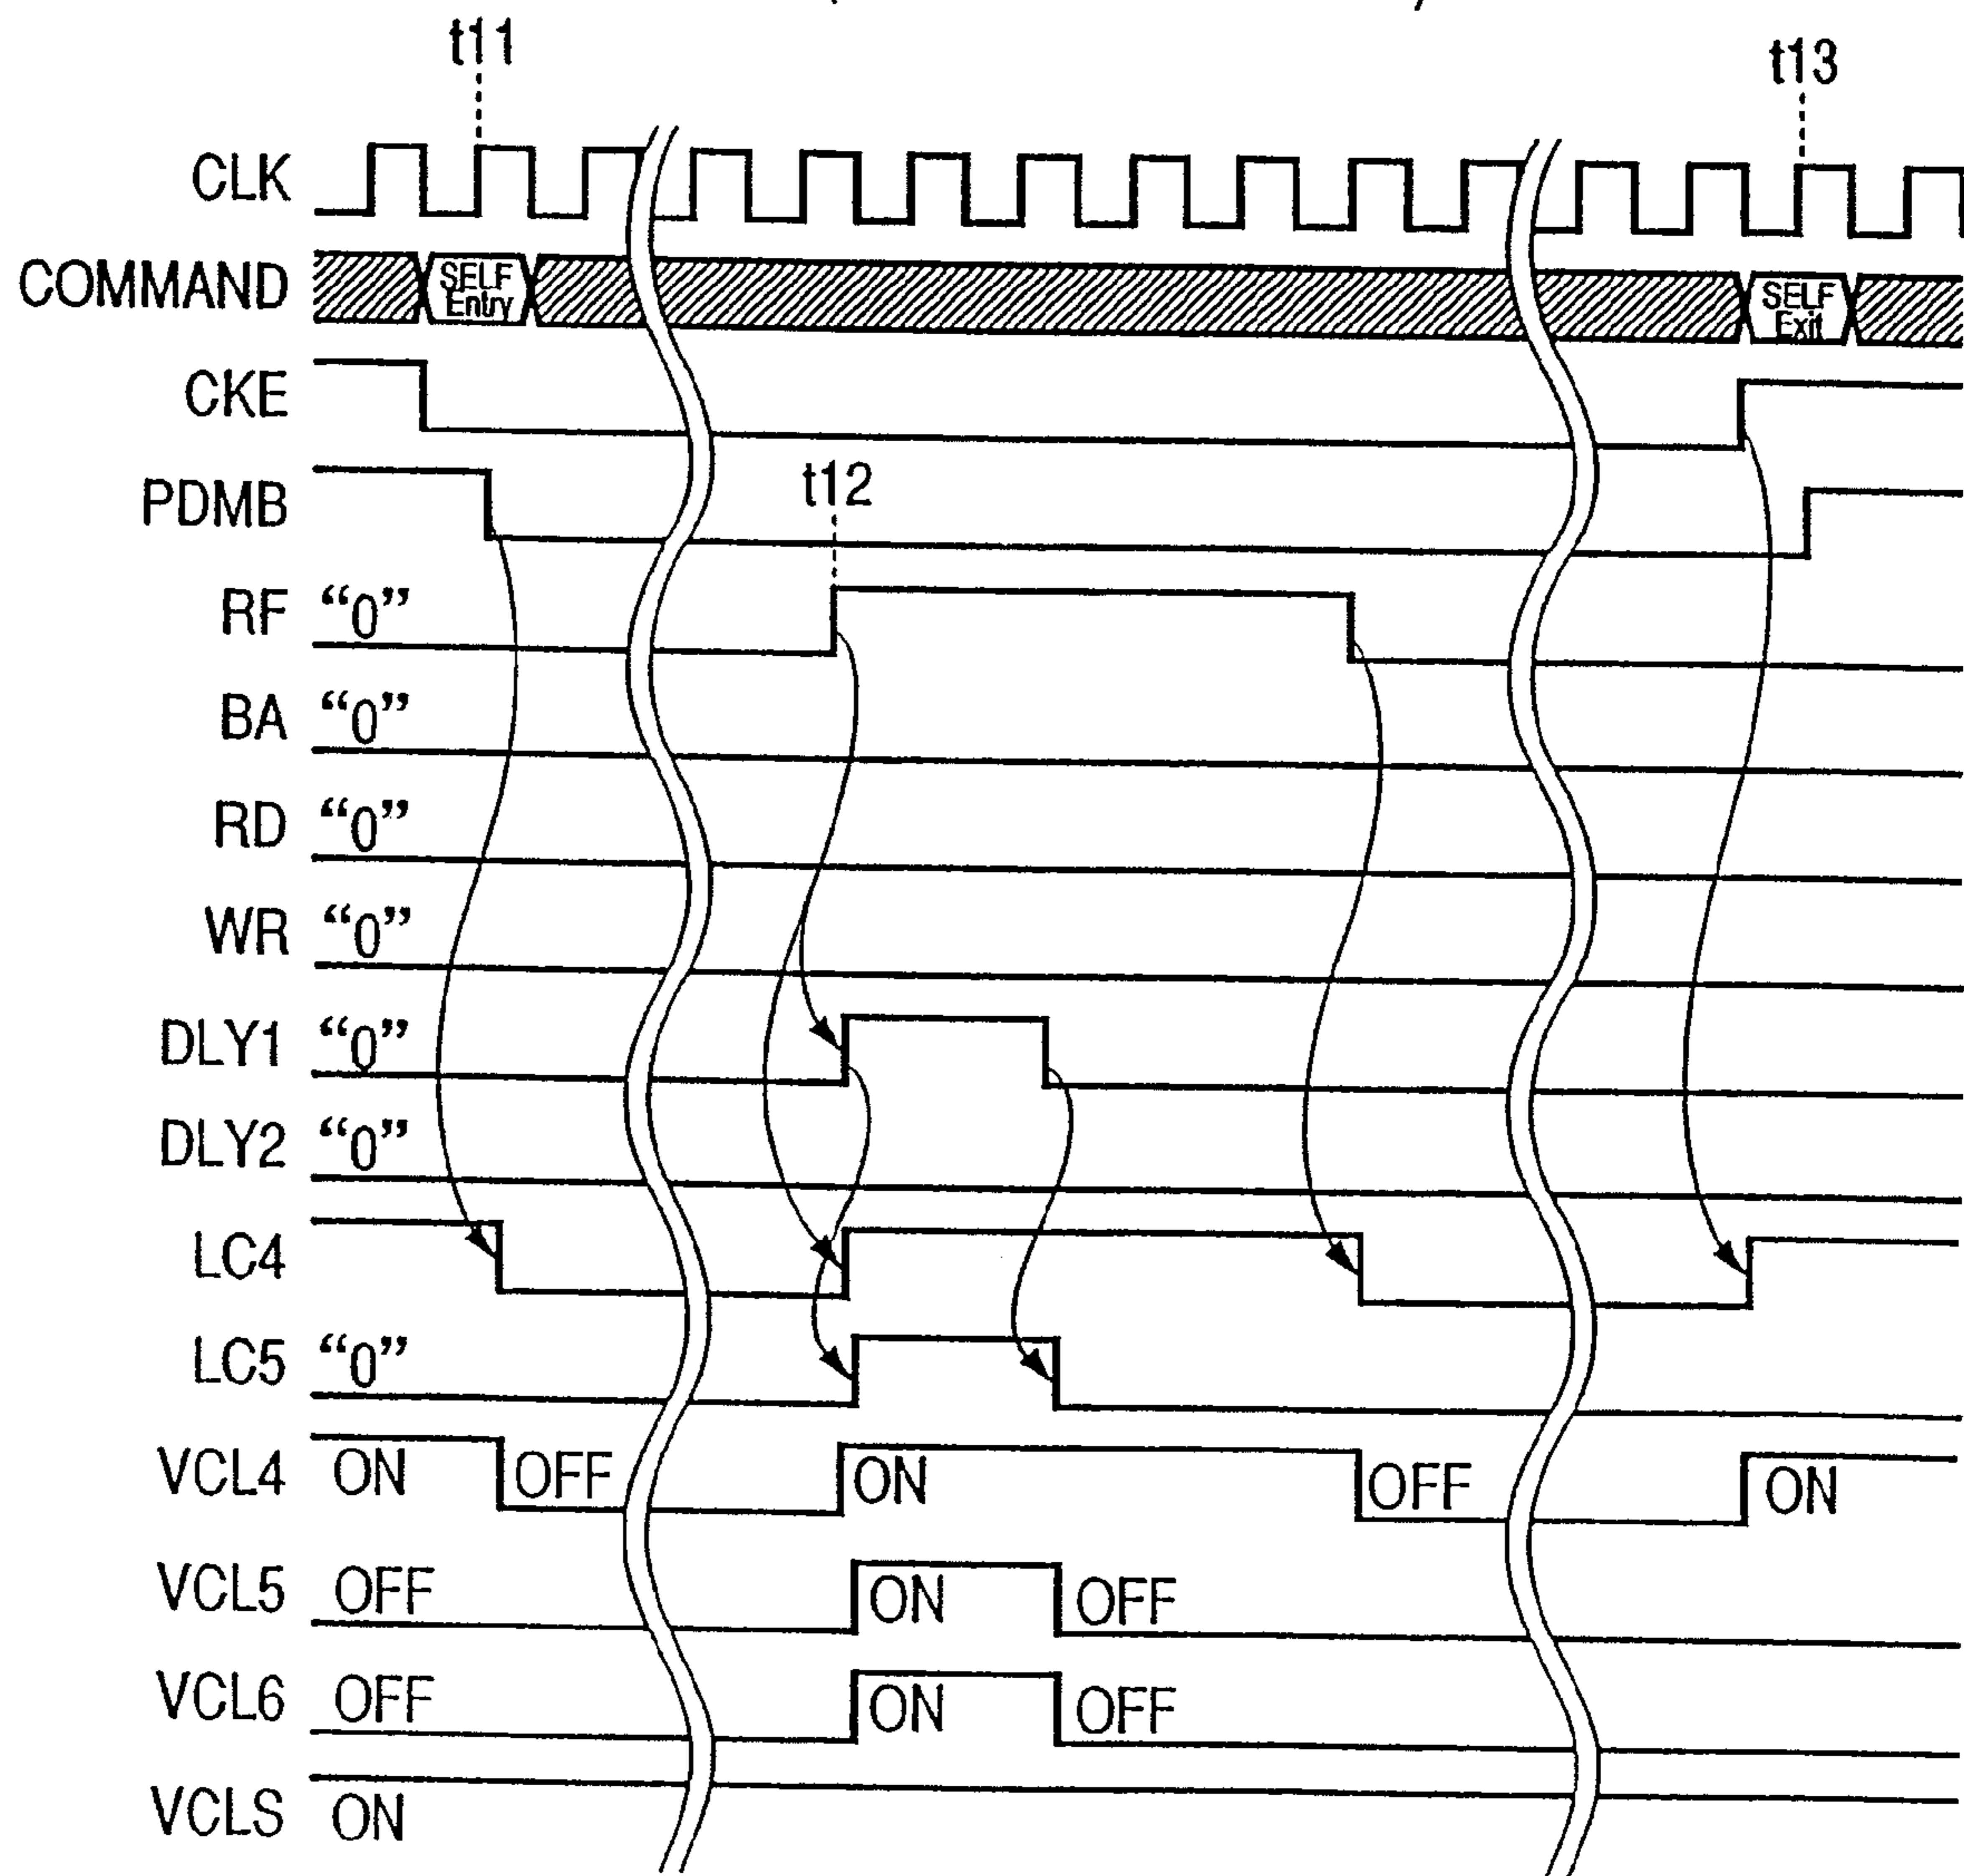 t11
t13
CLK
COMMAND
SELF
Entry
SELF
Exit
CKE
PDMB
t12
RF “0”
BA “0”
RD “0”
WR “0”
DLY1 “0”
DLY2 “0”
LC4
LC5 “0”
VCL4 ON OFF ON OFF ON
VCL5 OFF ON OFF
VCL6 OFF ON OFF
VCLS ON